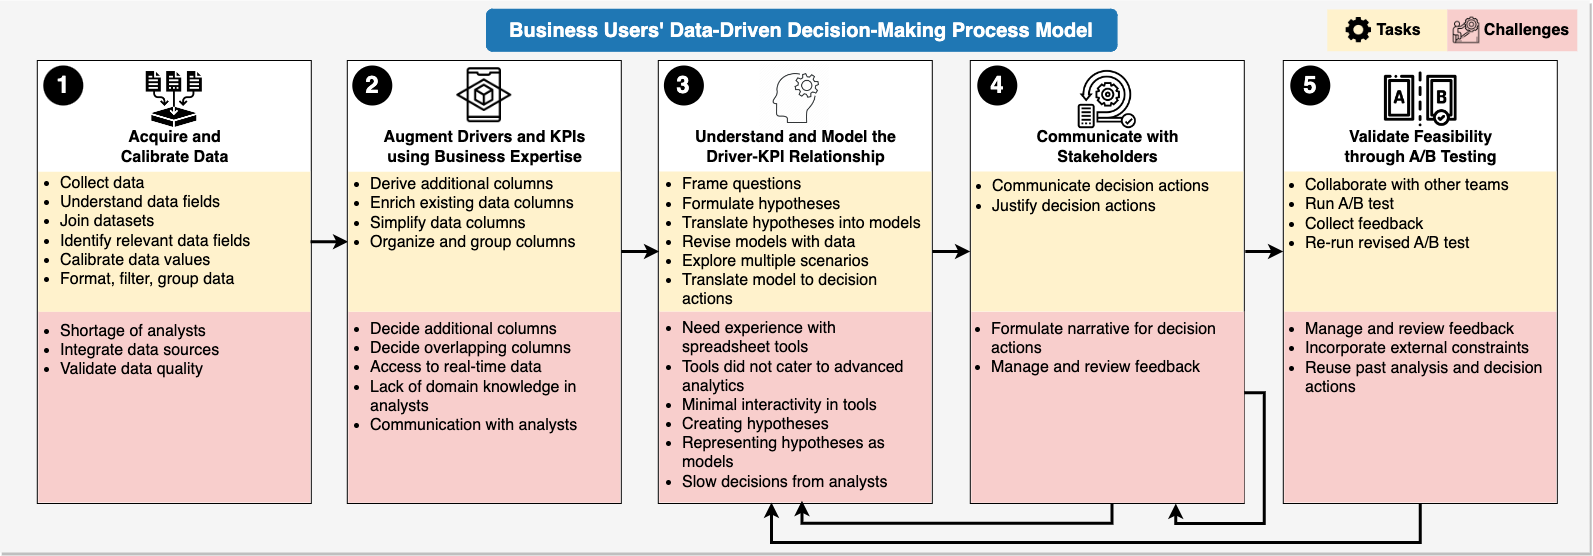 Business Users' Data-Driven Decision-Making Process Model
Tasks
Challenges
1
Acquire and
Calibrate Data
• Collect data
• Understand data fields
• Join datasets
• Identify relevant data fields
• Calibrate data values
• Format, filter, group data
• Shortage of analysts
• Integrate data sources
• Validate data quality
2
Augment Drivers and KPIs
using Business Expertise
• Derive additional columns
• Enrich existing data columns
• Simplify data columns
• Organize and group columns
• Decide additional columns
• Decide overlapping columns
• Access to real-time data
• Lack of domain knowledge in
analysts
• Communication with analysts
3
Understand and Model the
Driver-KPI Relationship
• Frame questions
• Formulate hypotheses
• Translate hypotheses into models
• Revise models with data
• Explore multiple scenarios
• Translate model to decision
actions
• Need experience with
spreadsheet tools
• Tools did not cater to advanced
analytics
• Minimal interactivity in tools
• Creating hypotheses
• Representing hypotheses as
models
• Slow decisions from analysts
4
Communicate with
Stakeholders
• Communicate decision actions
• Justify decision actions
• Formulate narrative for decision
actions
• Manage and review feedback
5
A B
Validate Feasibility
through A/B Testing
• Collaborate with other teams
• Run A/B test
• Collect feedback
• Re-run revised A/B test
• Manage and review feedback
• Incorporate external constraints
• Reuse past analysis and decision
actions